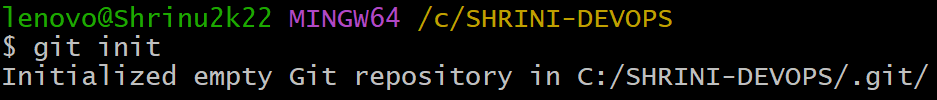 lenovo@Shrinu2k22 MINGW64 /c/SHRINI-DEVOPS
$ git init
Initialized empty Git repository in C:/SHRINI-DEVOPS/.git/